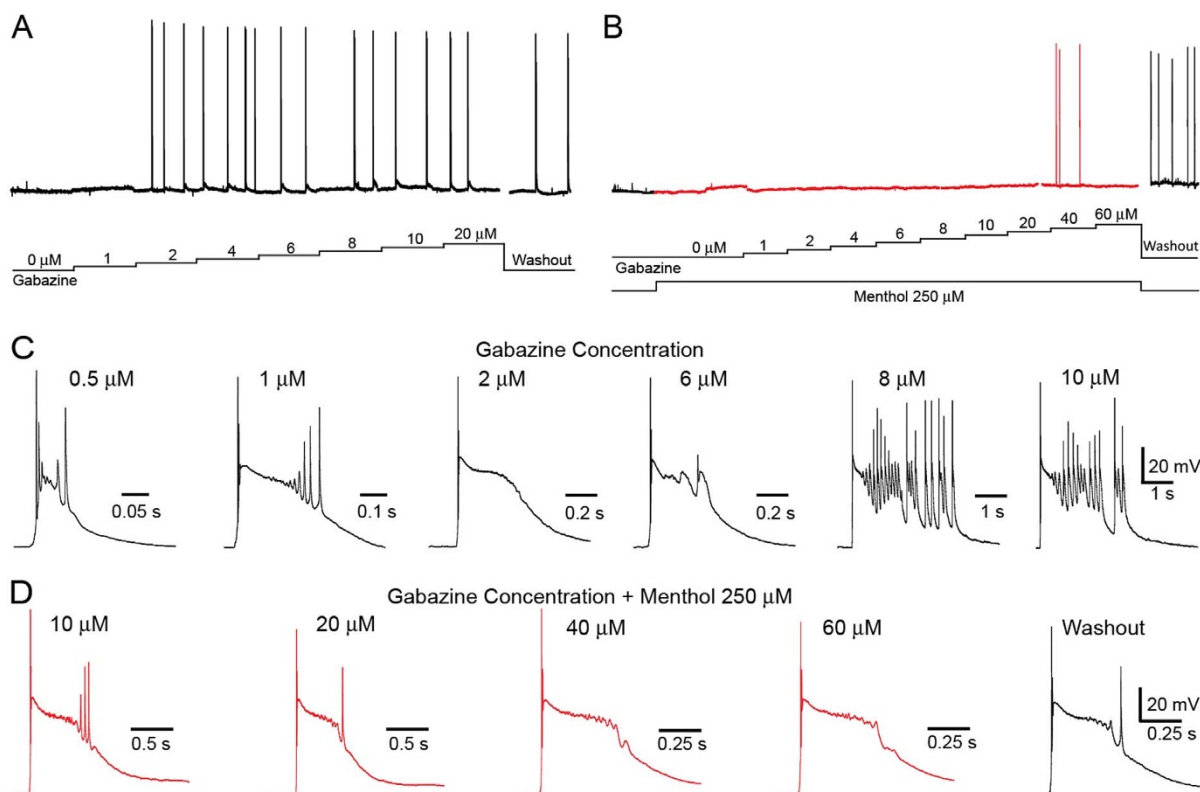 A
0 μM 1 2 4 6 8 10 20 μM
Gabazine
Washout
B
0 μM 1 2 4 6 8 10 20 40 60 μM
Gabazine
Washout
Menthol 250 μM
C
Gabazine Concentration
0.5 μM 1 μM 2 μM 6 μM 8 μM 10 μM
0.05 s 0.1 s 0.2 s 0.2 s 1 s 20 mV
1 s
D
Gabazine Concentration + Menthol 250 μM
10 μM 20 μM 40 μM 60 μM Washout
0.5 s 0.5 s 0.25 s 0.25 s 20 mV
0.25 s